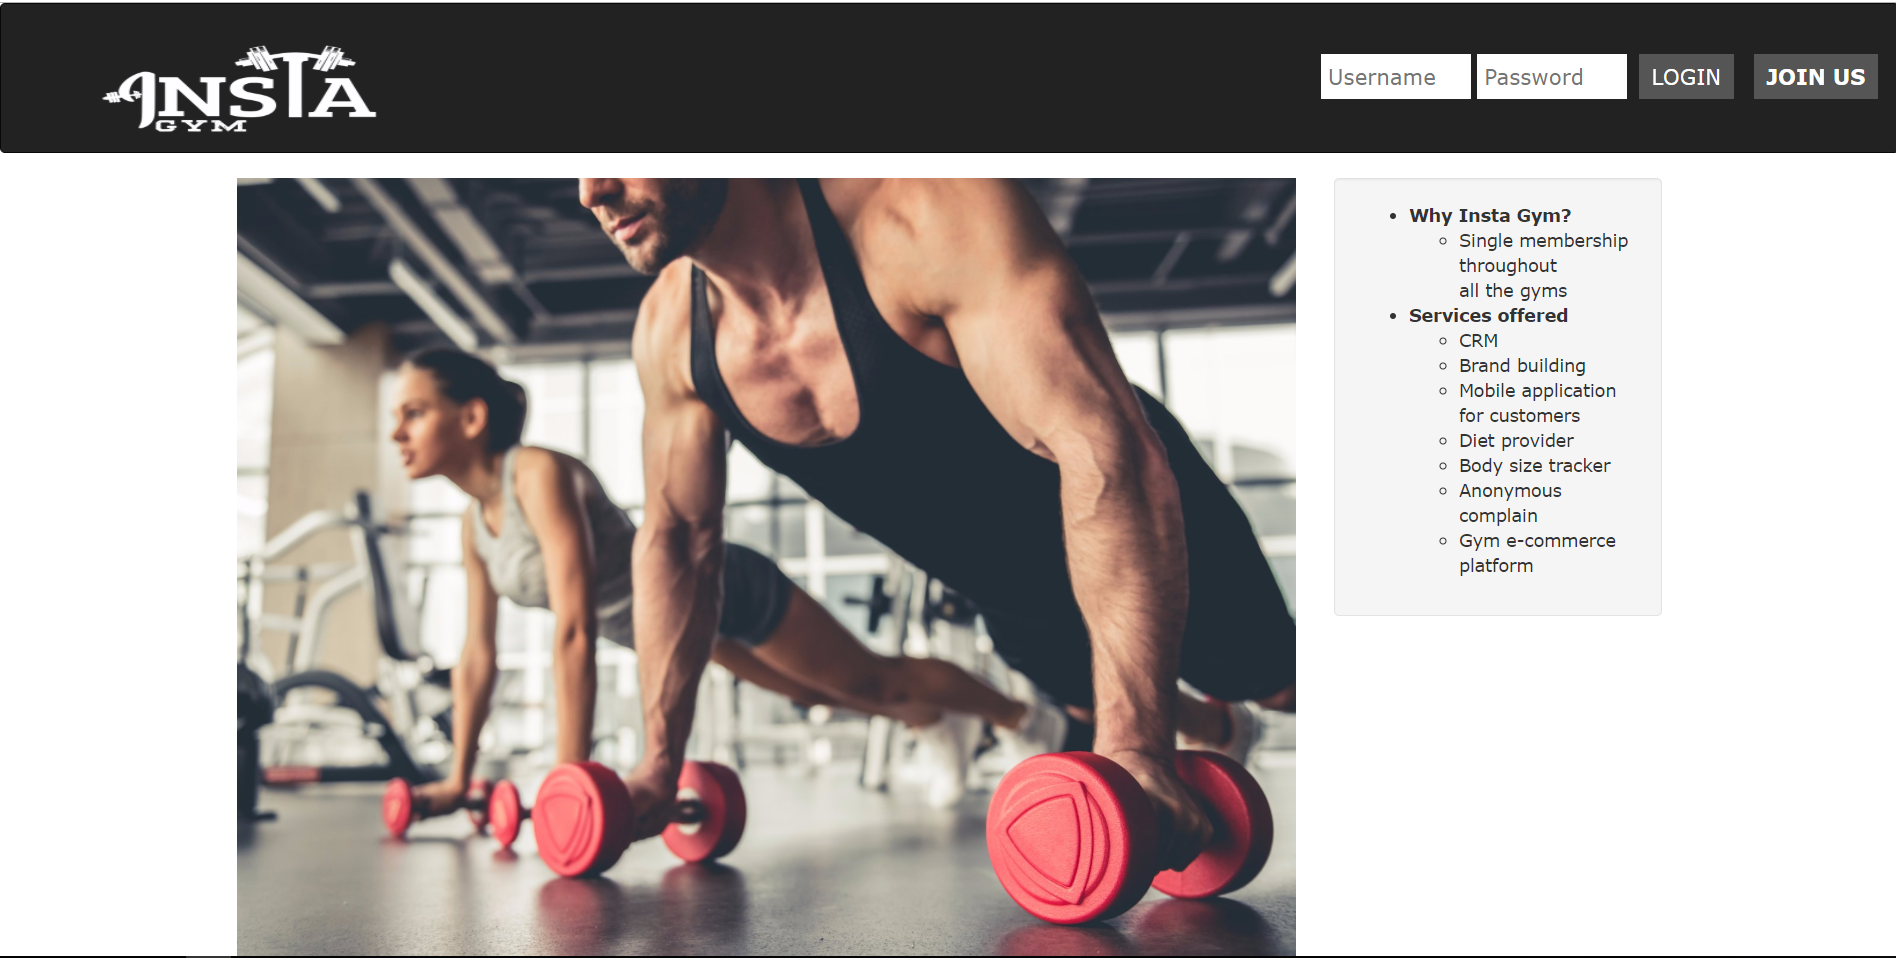 INSTA
GYM
Username Password LOGIN JOIN US
Why Insta Gym?
Single membership
throughout
all the gyms
Services offered
CRM
Brand building
Mobile application
for customers
Diet provider
Body size tracker
Anonymous
complain
Gym e-commerce
platform